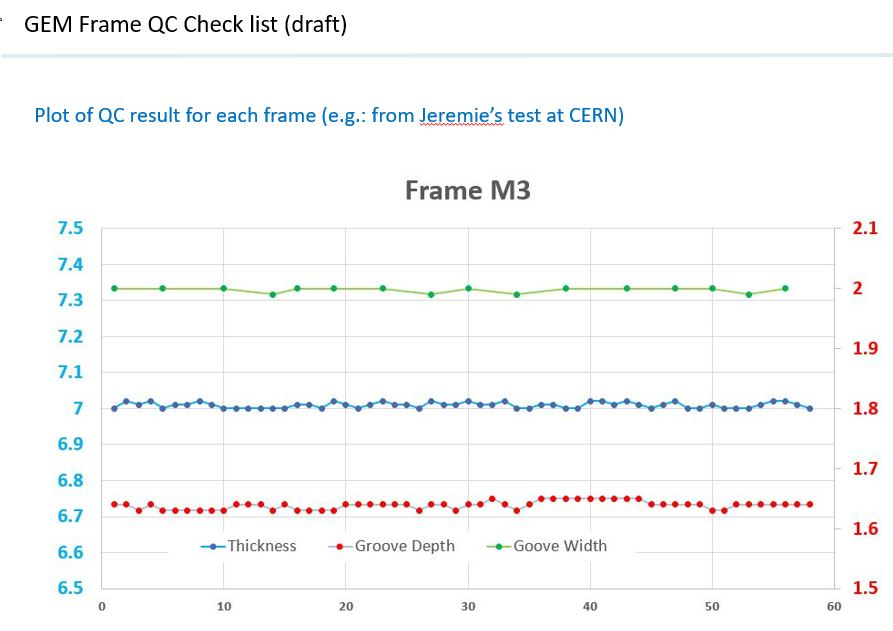 GEM Frame QC Check list (draft)
Plot of QC result for each frame (e.g.: from Jeremie's test at CERN)
Frame M3
7.5 2.1
7.4
7.3 2
7.2
7.1 1.9
7 1.8
6.9
6.8 1.7
6.7
6.6 1.6
6.5 1.5
Thickness Groove Depth Goove Width
0 10 20 30 40 50 60